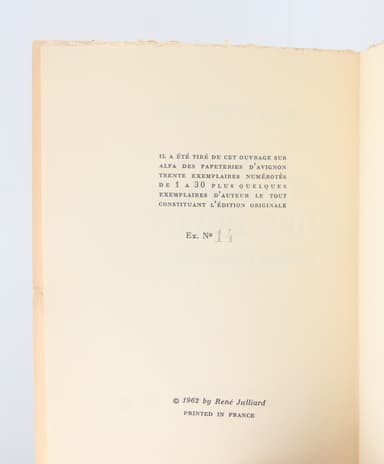 IL A ÉTÉ TIRÉ DE CET OUVRAGE SUR
ALFA DES PAPETERIES D'AVIGNON
TRENTE EXEMPLAIRES NUMÉROTÉS
DE 1 A 30 PLUS QUELQUES
EXEMPLAIRES D'AUTEUR LE TOUT
CONSTITUANT L'ÉDITION ORIGINALE
Ex. Nº 14
© 1962 by René Julliard
PRINTED IN FRANCE